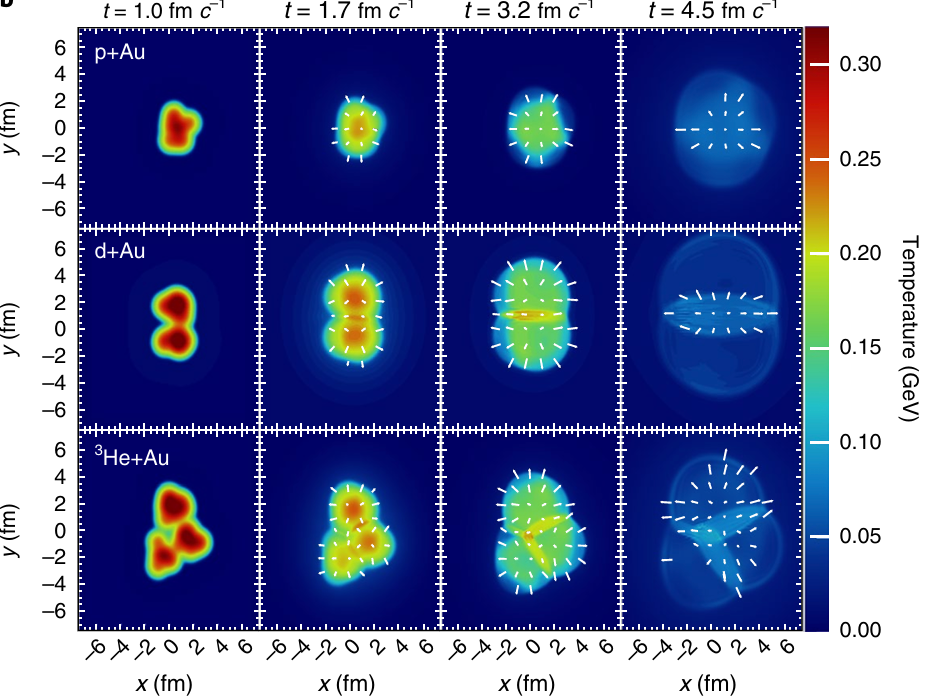 t = 1.0 fm c⁻¹ t = 1.7 fm c⁻¹ t = 3.2 fm c⁻¹ t = 4.5 fm c⁻¹
p+Au
y (fm)
6
4
2
0
–2
–4
–6
d+Au
y (fm)
6
4
2
0
–2
–4
–6
³He+Au
y (fm)
6
4
2
0
–2
–4
–6
–6 –4 –2 0 2 4 6 –6 –4 –2 0 2 4 6 –6 –4 –2 0 2 4 6 –6 –4 –2 0 2 4 6
x (fm) x (fm) x (fm) x (fm)
0.30
0.25
0.20
0.15
0.10
0.05
0.00
Temperature (GeV)